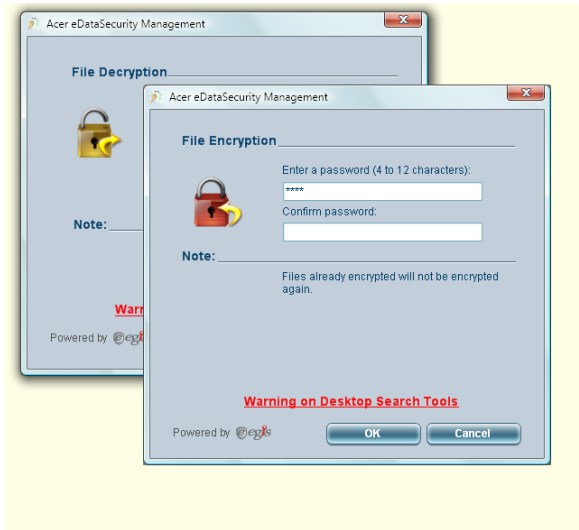 Acer eDataSecurity Management
File Decryption
Note:
Powered by egis
Acer eDataSecurity Management
File Encryption
Enter a password (4 to 12 characters):
****
Confirm password:
Note:
Files already encrypted will not be encrypted
again.
Warning on Desktop Search Tools
Powered by egis
OK
Cancel